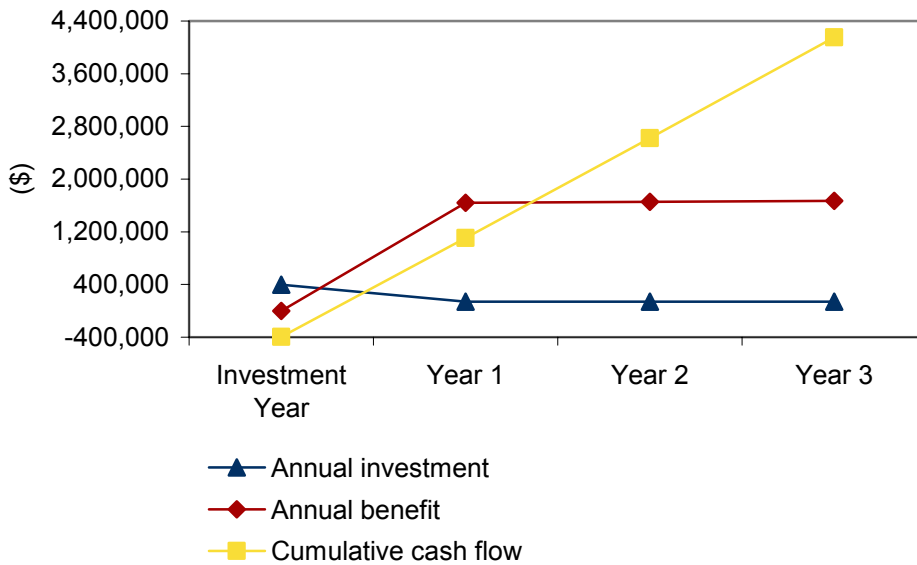 4,400,000
3,600,000
2,800,000
2,000,000
1,200,000
400,000
-400,000
($)
Investment
Year
Year 1
Year 2
Year 3
Annual investment
Annual benefit
Cumulative cash flow